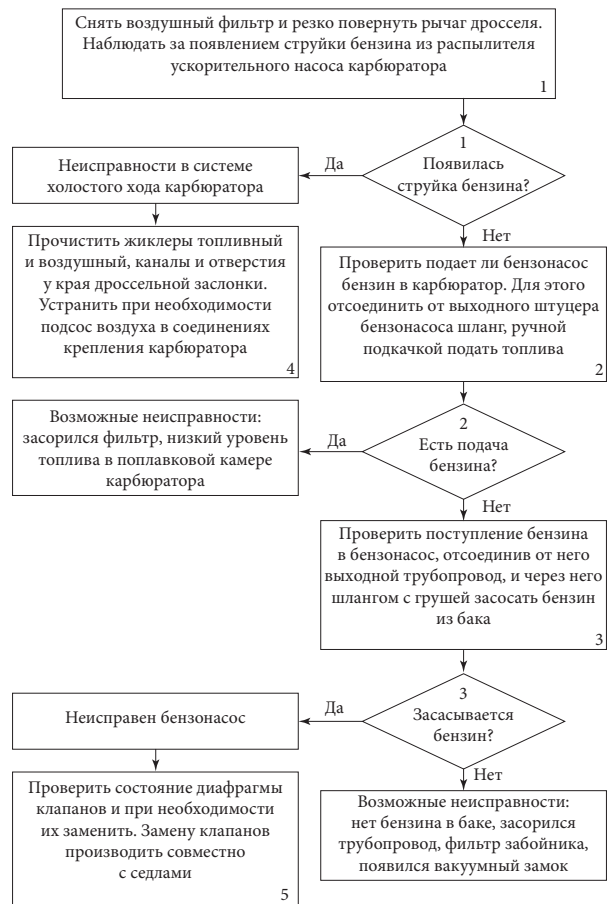 Снять воздушный фильтр и резко повернуть рычаг дросселя.
Наблюдать за появлением струйки бензина из распылителя
ускорительного насоса карбюратора
1
1
Появилась
струйка бензина?
Да
Неисправности в системе
холостого хода карбюратора
Нет
Прочистить жиклеры топливный
и воздушный, каналы и отверстия
у края дроссельной заслонки.
Устранить при необходимости
подсос воздуха в соединениях
крепления карбюратора
4
Проверить подает ли бензонасос
бензин в карбюратор. Для этого
отсоединить от выходного штуцера
бензонасоса шланг, ручной
подкачкой подать топлива
2
2
Есть подача
бензина?
Да
Возможные неисправности:
засорился фильтр, низкий уровень
топлива в поплавковой камере
карбюратора
Нет
Проверить поступление бензина
в бензонасос, отсоединив от него
выходной трубопровод, и через него
шлангом с грушей засосать бензин
из бака
3
3
Засасывается
бензин?
Да
Неисправен бензонасос
Нет
Проверить состояние диафрагмы
клапанов и при необходимости
их заменить. Замену клапанов
производить совместно
с седлами
5
Возможные неисправности:
нет бензина в баке, засорился
трубопровод, фильтр забойника,
появился вакуумный замок